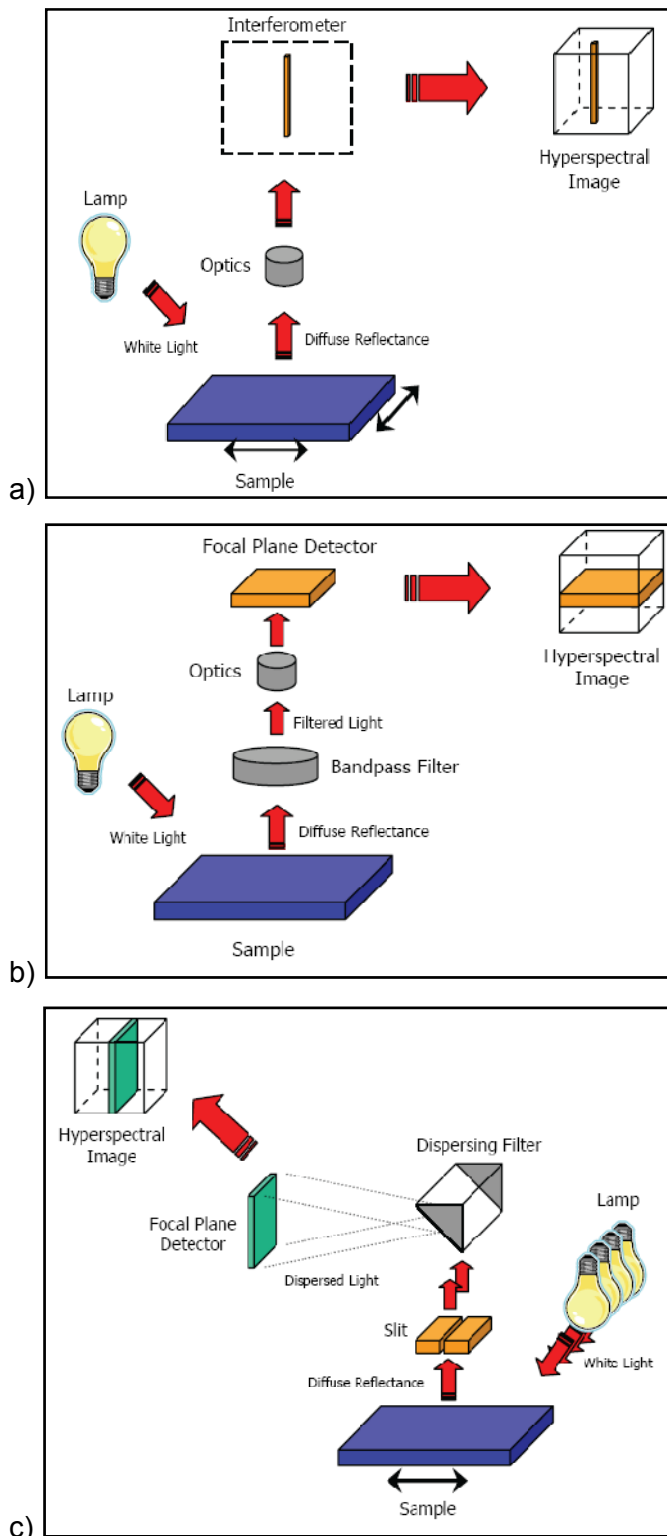 Interferometer
Hyperspectral
Image
Lamp
Optics
White Light
Diffuse Reflectance
Sample
a)
Focal Plane Detector
Hyperspectral
Image
Optics
Lamp
Filtered Light
Bandpass Filter
White Light
Diffuse Reflectance
Sample
b)
Hyperspectral
Image
Dispersing Filter
Lamp
Focal Plane
Detector
Dispersed Light
Slit
White Light
Diffuse Reflectance
Sample
c)